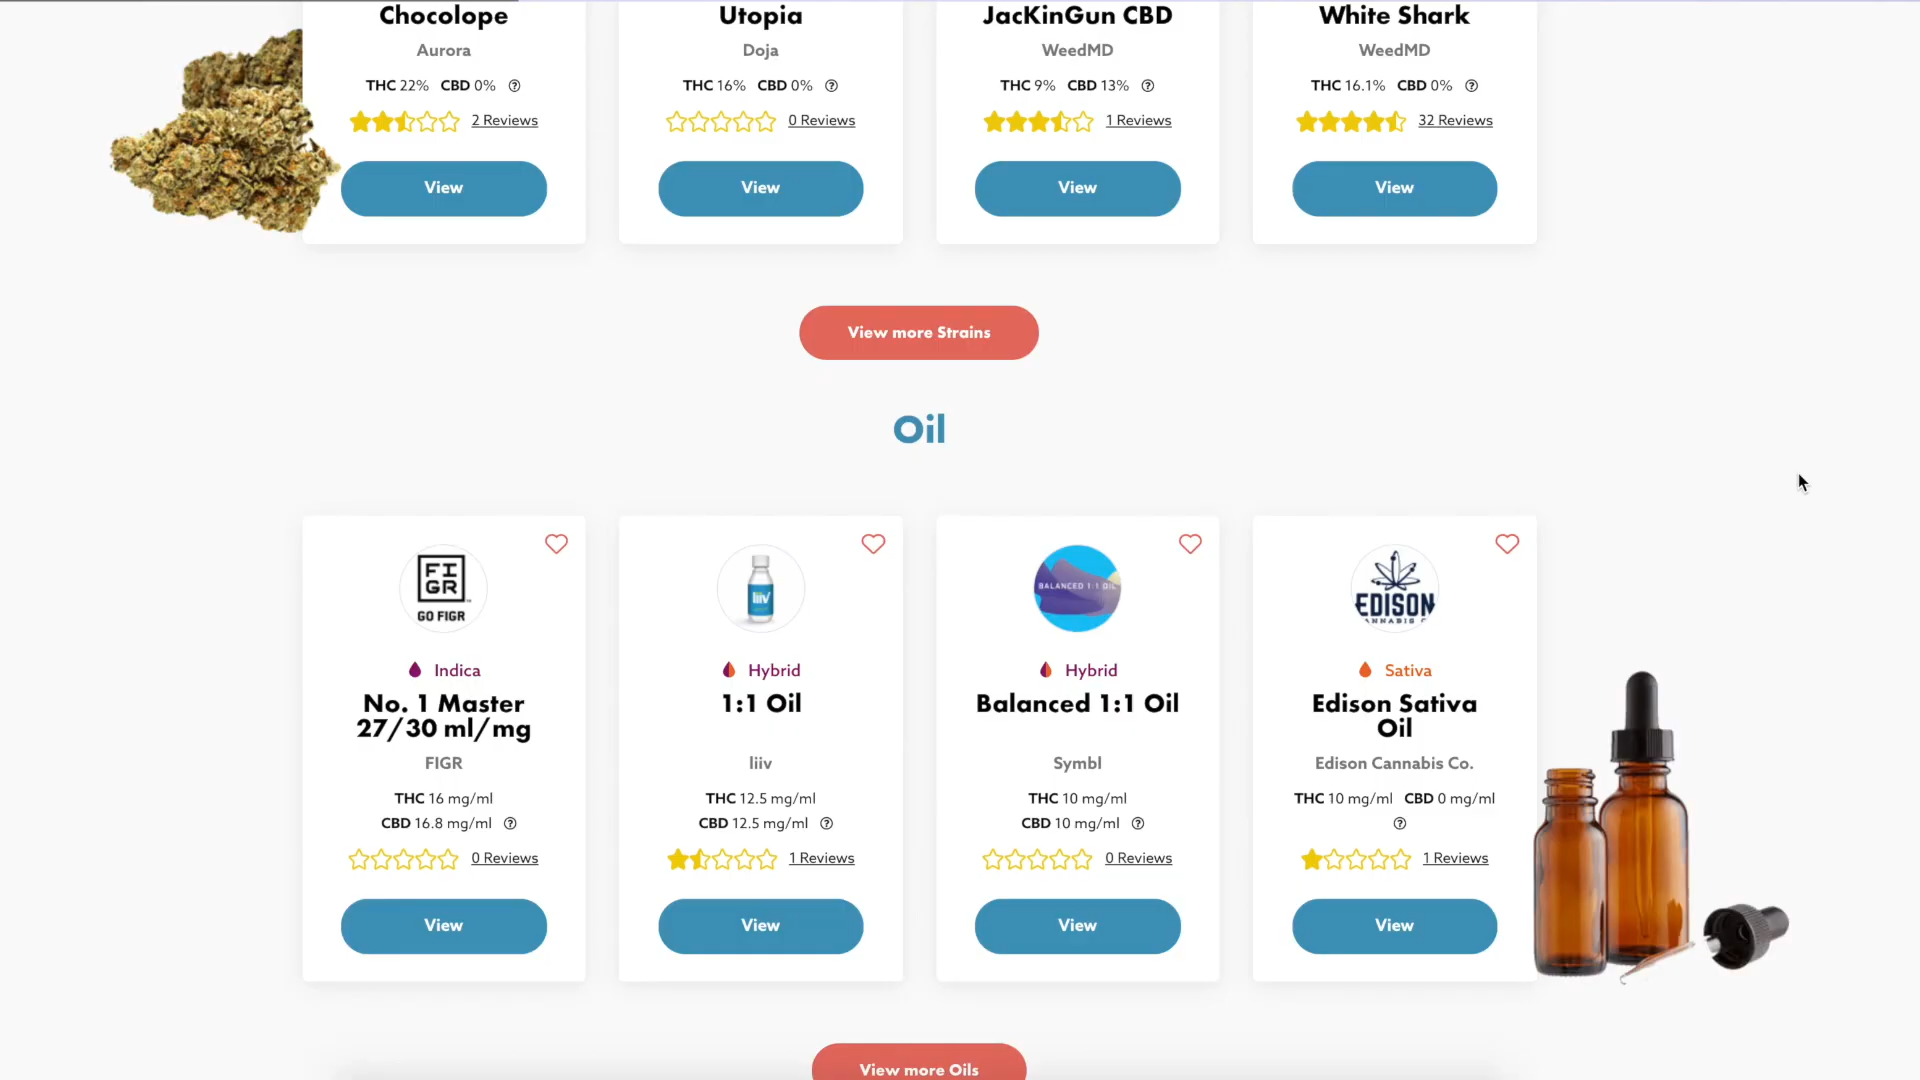 Chocolope
Aurora
THC 22% CBD 0%
2 Reviews
View
Utopia
Doja
THC 16% CBD 0%
0 Reviews
View
JacKinGun CBD
WeedMD
THC 9% CBD 13%
1 Reviews
View
White Shark
WeedMD
THC 16.1% CBD 0%
32 Reviews
View
View more Strains
Oil
FI
GR
GO FIGR
Indica
No. 1 Master
27/30 ml/mg
FIGR
THC 16 mg/ml
CBD 16.8 mg/ml
0 Reviews
View
liiv
Hybrid
1:1 Oil
liiv
THC 12.5 mg/ml
CBD 12.5 mg/ml
1 Reviews
View
BALANCED 1:1 OIL
Hybrid
Balanced 1:1 Oil
Symbl
THC 10 mg/ml
CBD 10 mg/ml
0 Reviews
View
EDISON
ANNABIS C
Sativa
Edison Sativa
Oil
Edison Cannabis Co.
THC 10 mg/ml CBD 0 mg/ml
1 Reviews
View
View more Oils